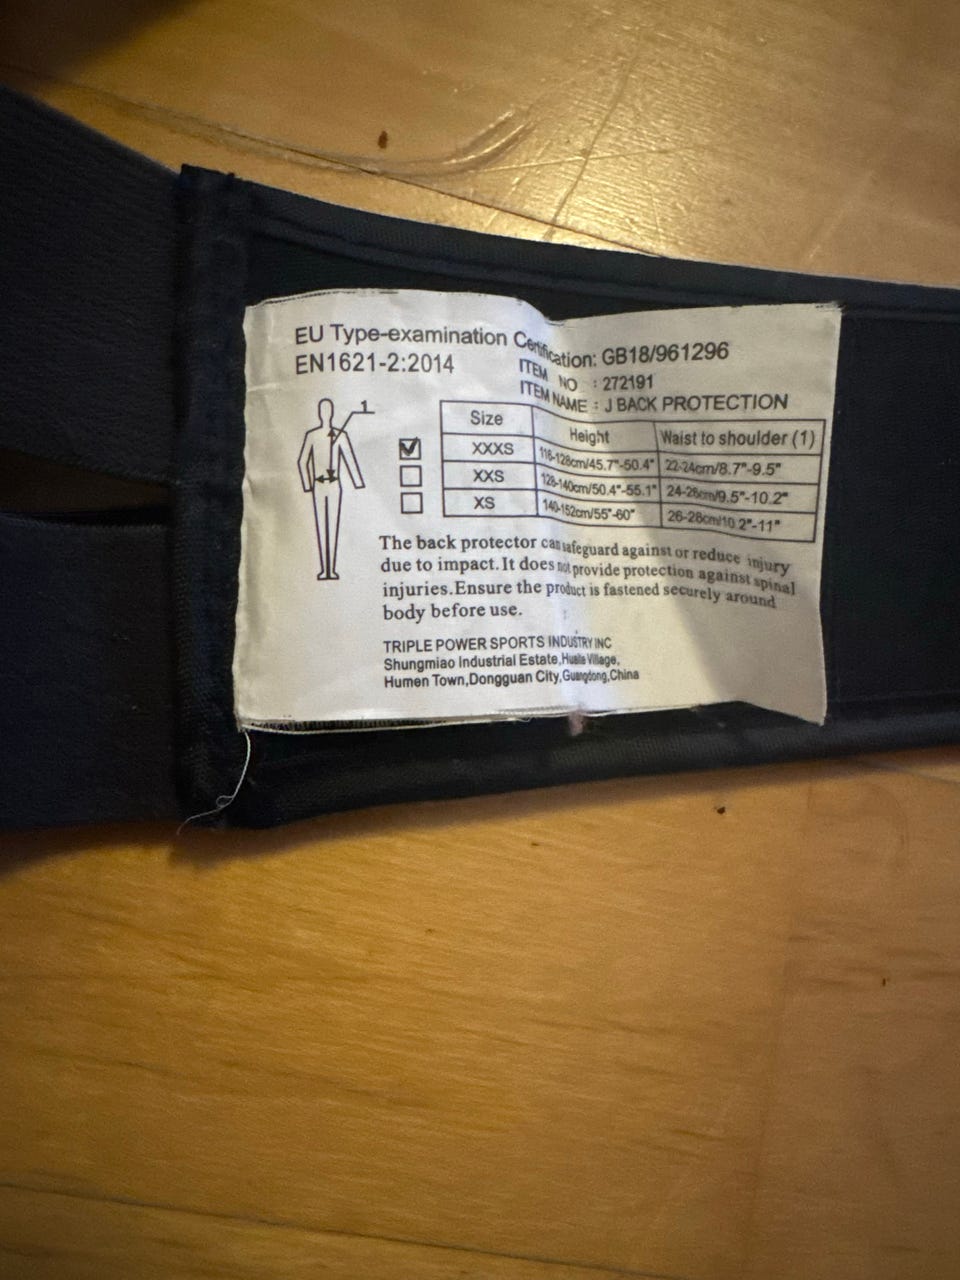 EU Type-examination Certification: GB18/961296
EN1621-2:2014
ITEM NO : 272191
ITEM NAME : J BACK PROTECTION
1
Size Height Waist to shoulder (1)
XXXS 116-128cm/45.7"-50.4" 22-24cm/8.7"-9.5"
XXS 128-140cm/50.4"-55.1" 24-26cm/9.5"-10.2"
XS 140-152cm/55"-60" 26-28cm/10.2"-11"
The back protector can safeguard against or reduce injury
due to impact.It does not provide protection against spinal
injuries.Ensure the product is fastened securely around
body before use.
TRIPLE POWER SPORTS INDUSTRY INC
Shungmiao Industrial Estate,Huaile Village,
Humen Town,Dongguan City,Guangdong,China